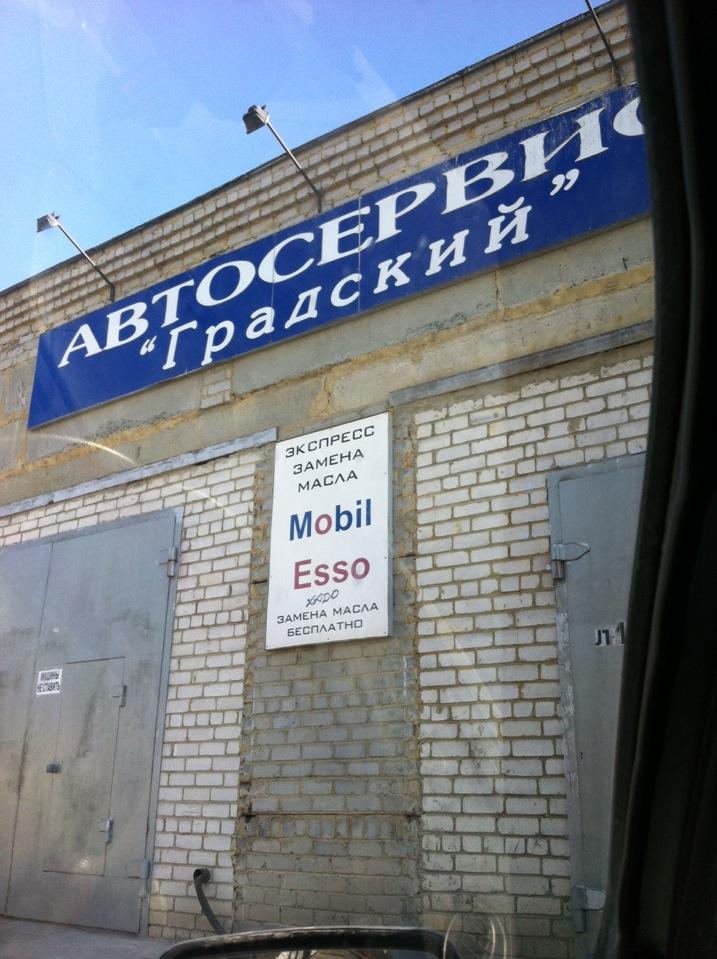 АВТОСЕРВИС
“Градский”
ЭКСПРЕСС
ЗАМЕНА
МАСЛА
Mobil
Esso
XADO
ЗАМЕНА МАСЛА
БЕСПЛАТНО
МАШИНЫ
НЕ СТАВИТЬ